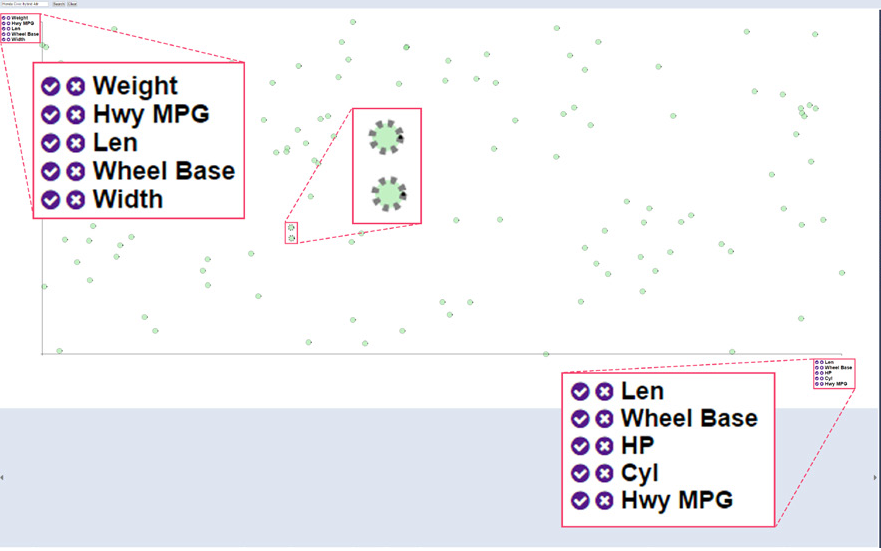 Search Clear
Weight
Hwy MPG
Len
Wheel Base
Width
Weight
Hwy MPG
Len
Wheel Base
Width
Len
Wheel Base
HP
Cyl
Hwy MPG
Len
Wheel Base
HP
Cyl
Hwy MPG